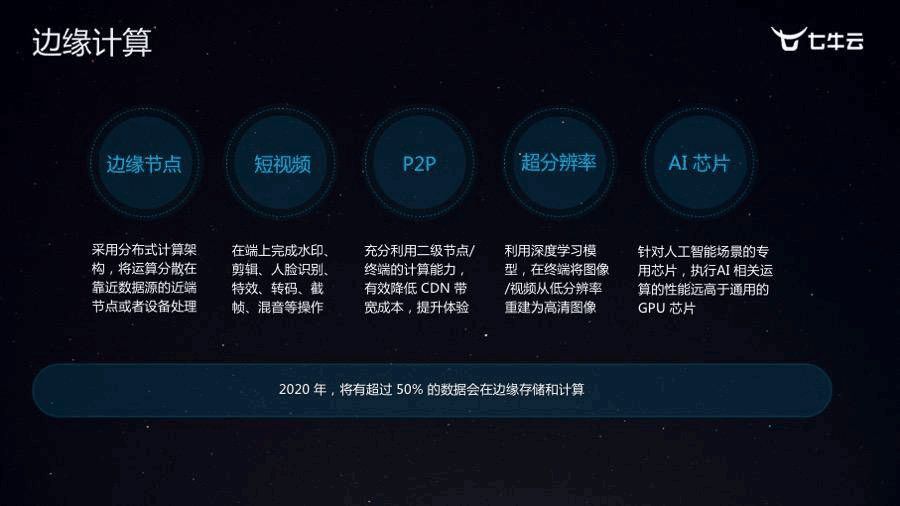 边缘计算
七牛云
边缘节点
短视频
P2P
超分辨率
AI 芯片
采用分布式计算架
构，将运算分散在
靠近数据源的近端
节点或者设备处理
在端上完成水印、
剪辑、人脸识别、
特效、转码、截
帧、混音等操作
充分利用二级节点/
终端的计算能力，
有效降低 CDN 带
宽成本，提升体验
利用深度学习模
型，在终端将图像
/视频从低分辨率
重建为高清图像
针对人工智能场景的专
用芯片，执行AI 相关运
算的性能远高于通用的
GPU 芯片
2020 年，将有超过 50% 的数据会在边缘存储和计算